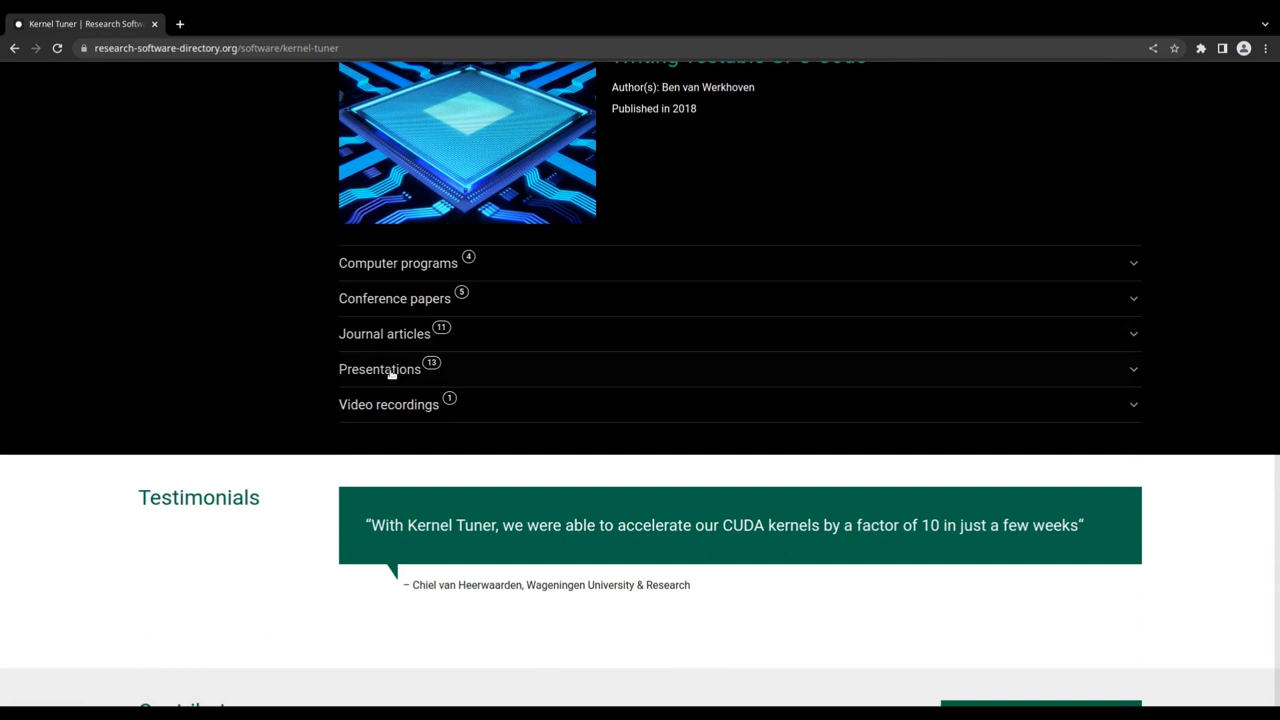 Kernel Tuner | Research Softw
research-software-directory.org/software/kernel-tuner
Author(s): Ben van Werkhoven
Published in 2018
Computer programs 4
Conference papers 5
Journal articles 11
Presentations 13
Video recordings 1
Testimonials
“With Kernel Tuner, we were able to accelerate our CUDA kernels by a factor of 10 in just a few weeks“
– Chiel van Heerwaarden, Wageningen University & Research